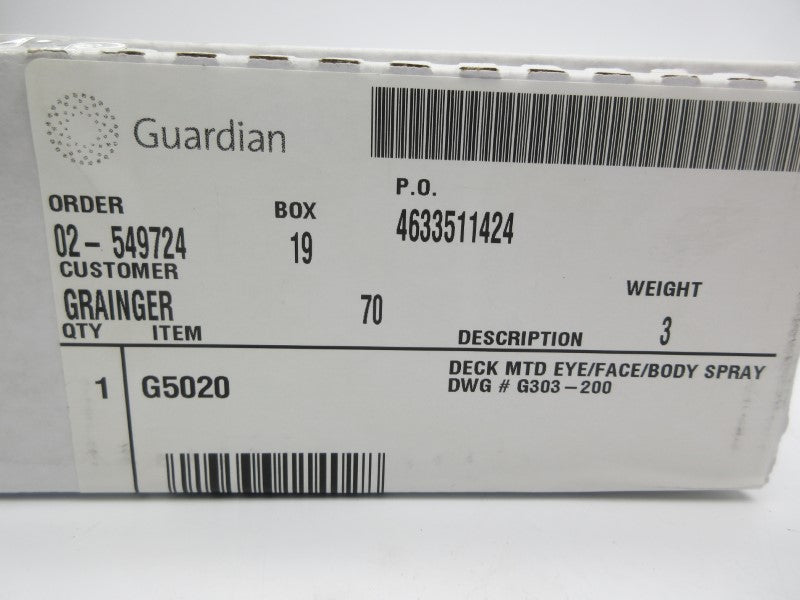 Guardian
P.O.
4633511424
ORDER BOX
02-549724 19
CUSTOMER WEIGHT
GRAINGER 70 3
QTY ITEM DESCRIPTION
1 G5020 DECK MTD EYE/FACE/BODY SPRAY
DWG # G303-200